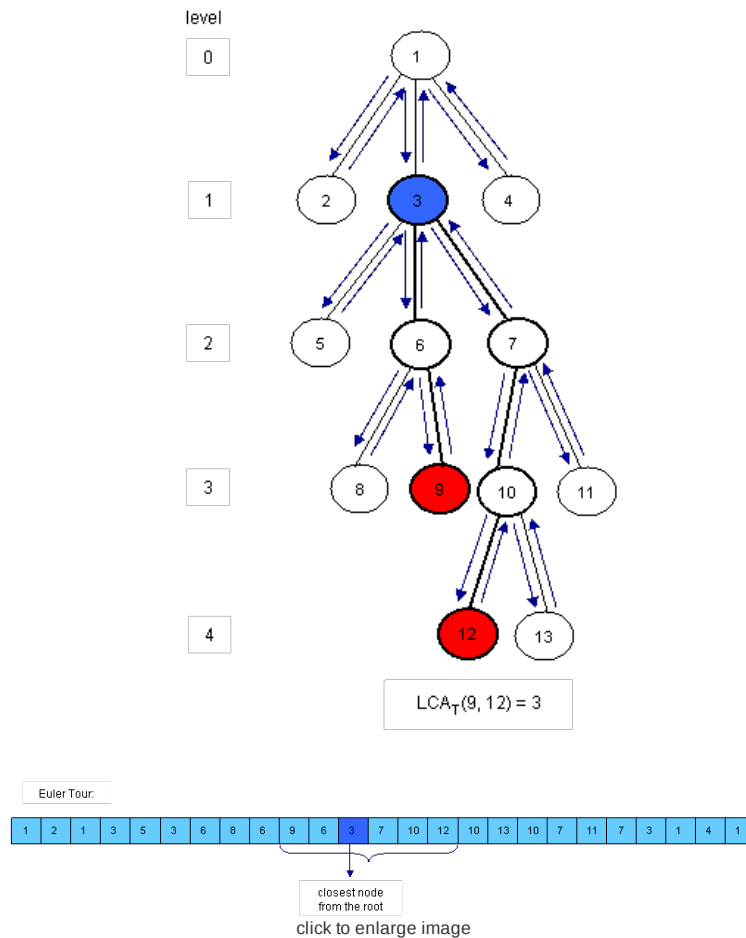 level
0
1
1
2
3
4
2
5
6
7
3
8
9
10
11
4
12
13
LCA_T(9, 12) = 3
Euler Tour:
1 2 1 3 5 3 6 8 6 9 6 3 7 10 12 10 13 10 7 11 7 3 1 4 1
closest node
from the root
click to enlarge image